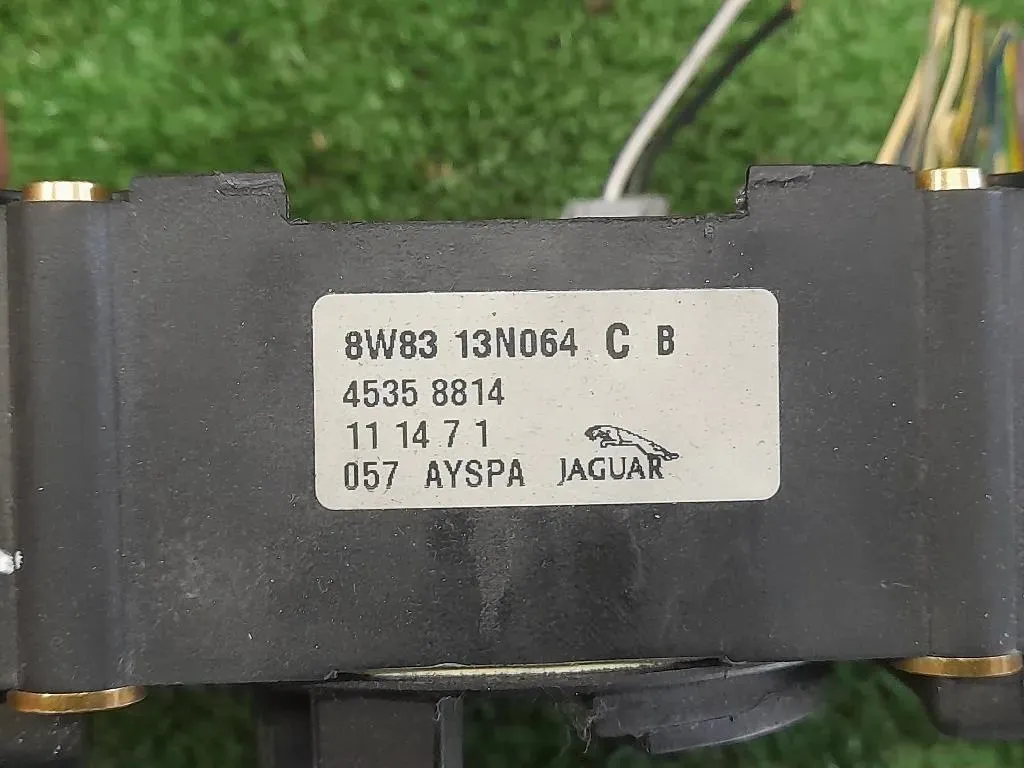 8W83 13N064 C B
4535 8814
11 14 7 1
057 AYSPA JAGUAR